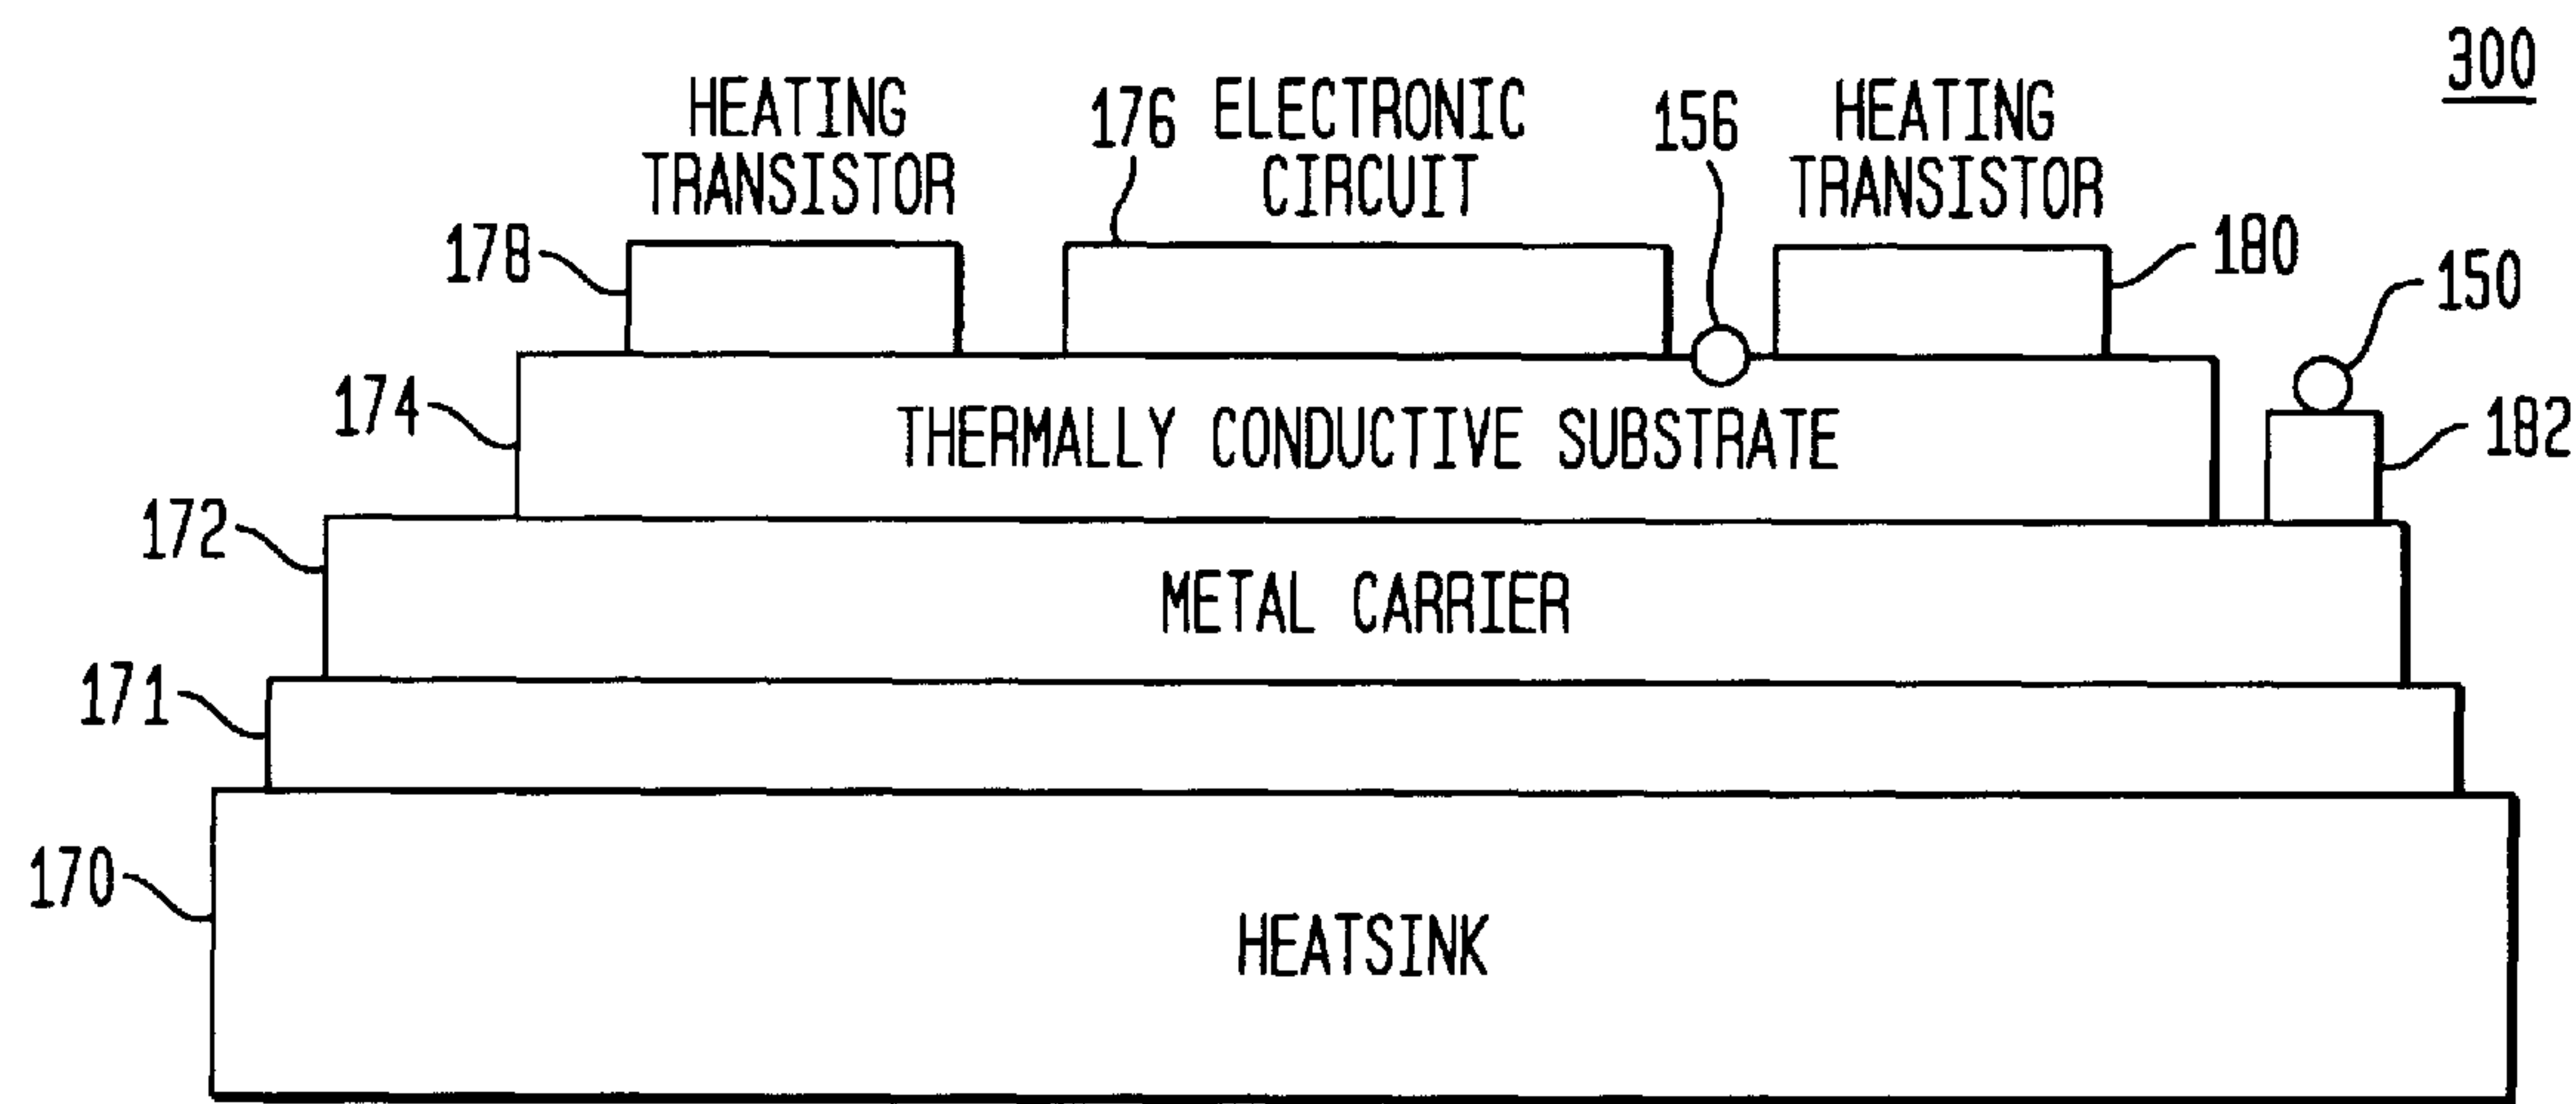 300
HEATING
TRANSISTOR
176
ELECTRONIC
CIRCUIT
156
HEATING
TRANSISTOR
178
180
150
174
THERMALLY CONDUCTIVE SUBSTRATE
182
172
METAL CARRIER
171
170
HEATSINK